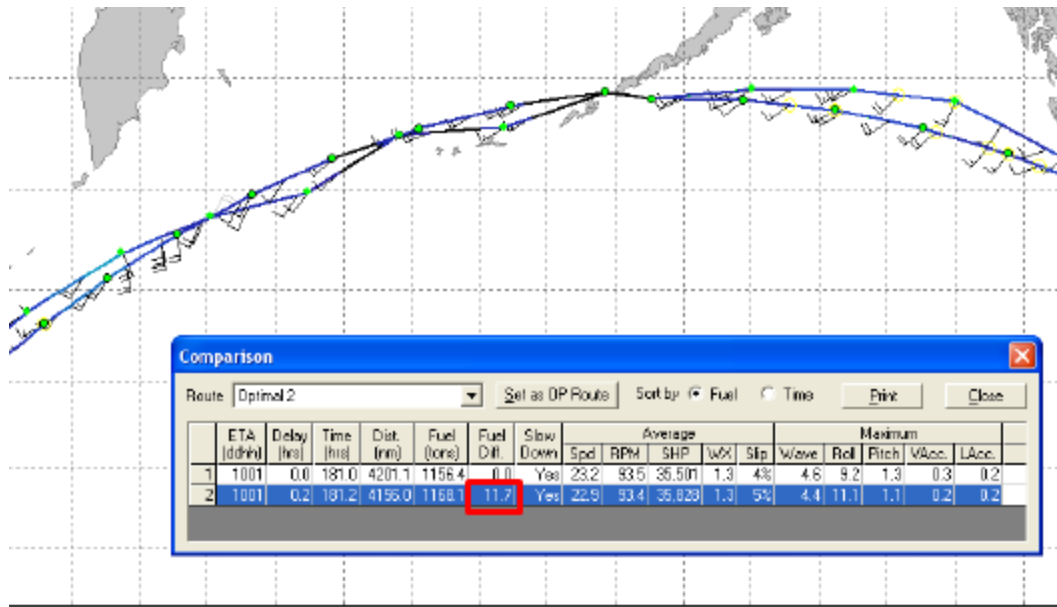 Comparison
Route Optimal 2 Set as OP Route Sort by Fuel Time Print Close
ETA (ddhh) Delay (hrs) Time (hrs) Dist. (nm) Fuel (tons) Fuel Diff. Slow Down Average Spd RPM SHP WX Slip Maximum Wave Roll Pitch VAcc. LAcc.
1 1001 0.0 181.0 4201.1 1156.4 0.0 Yes 23.2 93.5 35,501 1.3 4% 4.6 9.2 1.3 0.3 0.2
2 1001 0.2 181.2 4156.0 1168.1 11.7 Yes 22.9 93.4 35,828 1.3 5% 4.4 11.1 1.1 0.2 0.2